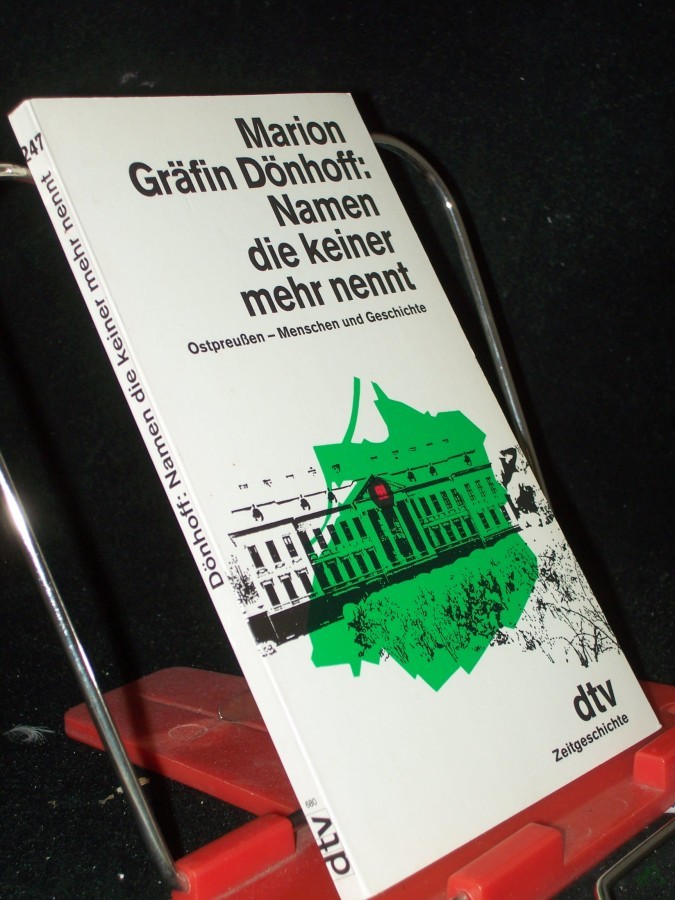 Marion
Gräfin Dönhoff:
Namen
die keiner
mehr nennt
Ostpreußen – Menschen und Geschichte
dtv
Zeitgeschichte
247
Dönhoff: Namen die keiner mehr nennt
680
dtv